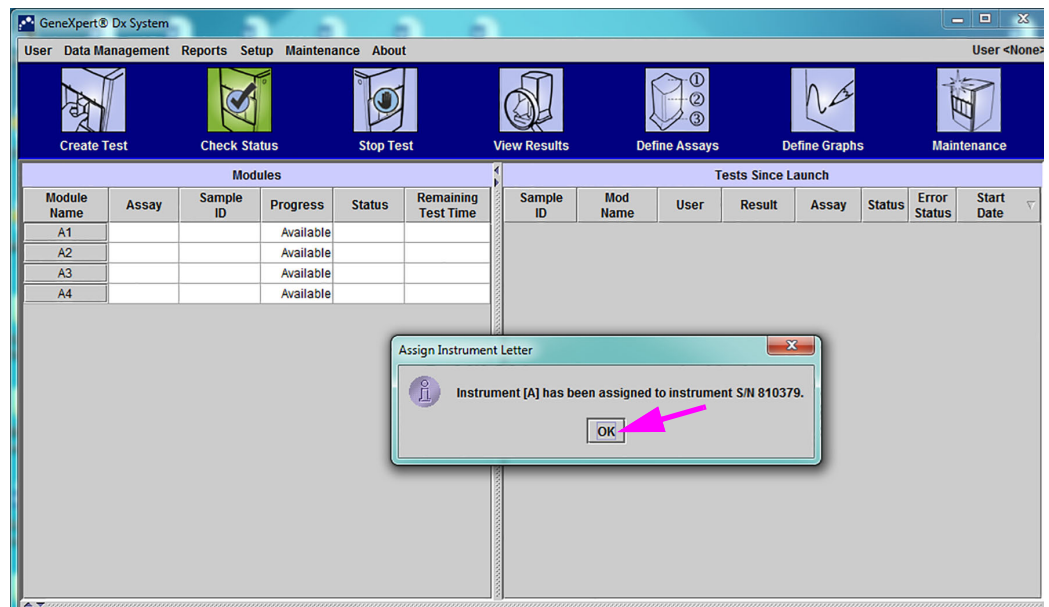 GeneXpert® Dx System
User Data Management Reports Setup Maintenance About User <None>
Create Test Check Status Stop Test View Results Define Assays Define Graphs Maintenance
1
2
3
Modules Tests Since Launch
Module Name Assay Sample ID Progress Status Remaining Test Time Sample ID Mod Name User Result Assay Status Error Status Start Date
A1 Available
A2 Available
A3 Available
A4 Available
Assign Instrument Letter
Instrument [A] has been assigned to instrument S/N 810379.
OK